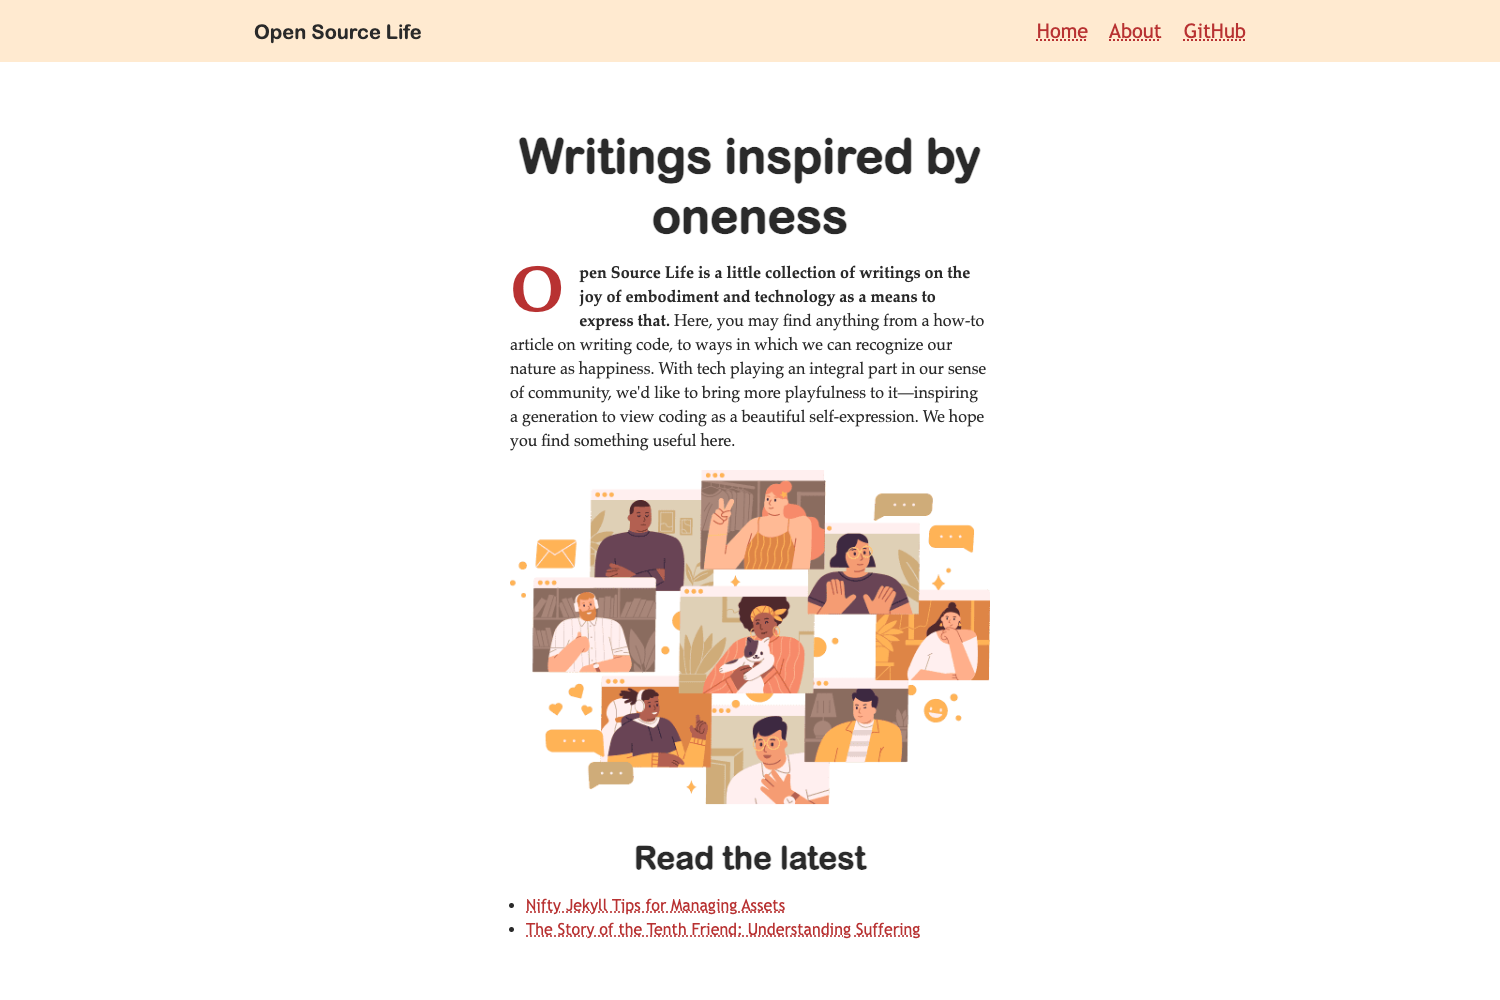 Open Source Life
Home About GitHub
Writings inspired by
oneness
Open Source Life is a little collection of writings on the
joy of embodiment and technology as a means to
express that. Here, you may find anything from a how-to
article on writing code, to ways in which we can recognize our
nature as happiness. With tech playing an integral part in our sense
of community, we'd like to bring more playfulness to it—inspiring
a generation to view coding as a beautiful self-expression. We hope
you find something useful here.
Read the latest
• Nifty Jekyll Tips for Managing Assets
• The Story of the Tenth Friend: Understanding Suffering